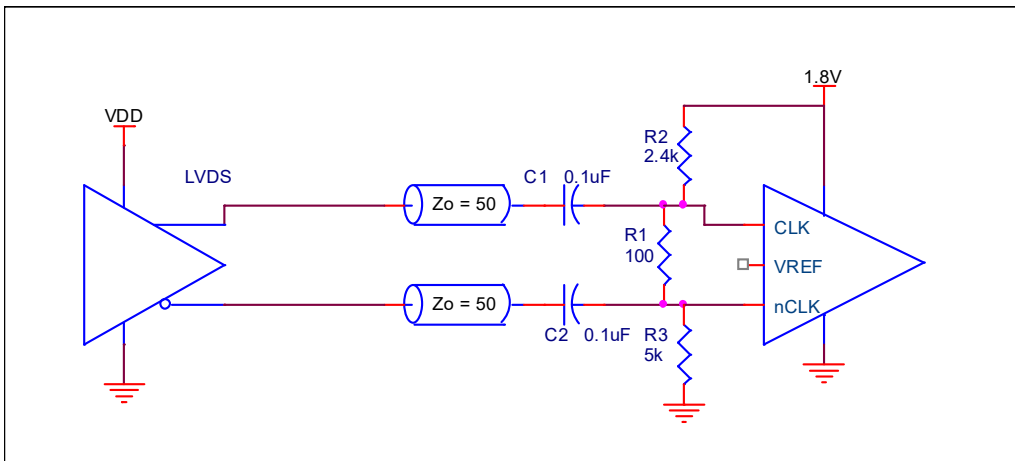 1.8V
VDD
R2
2.4k
LVDS
C1
0.1uF
Zo = 50
CLK
R1
100
VREF
Zo = 50
nCLK
C2
0.1uF
R3
5k